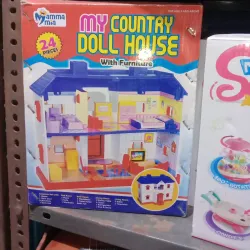 Mamma Mia
MY COUNTRY
DOLL HOUSE
With Furniture
24
PIECES